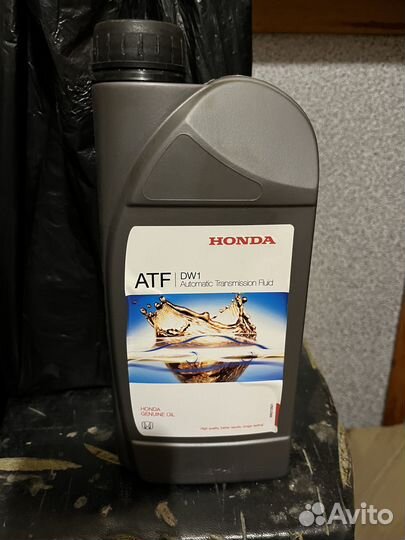 HONDA
ATF
DW1
Automatic Transmission Fluid
HONDA
GENUINE OIL
Avito